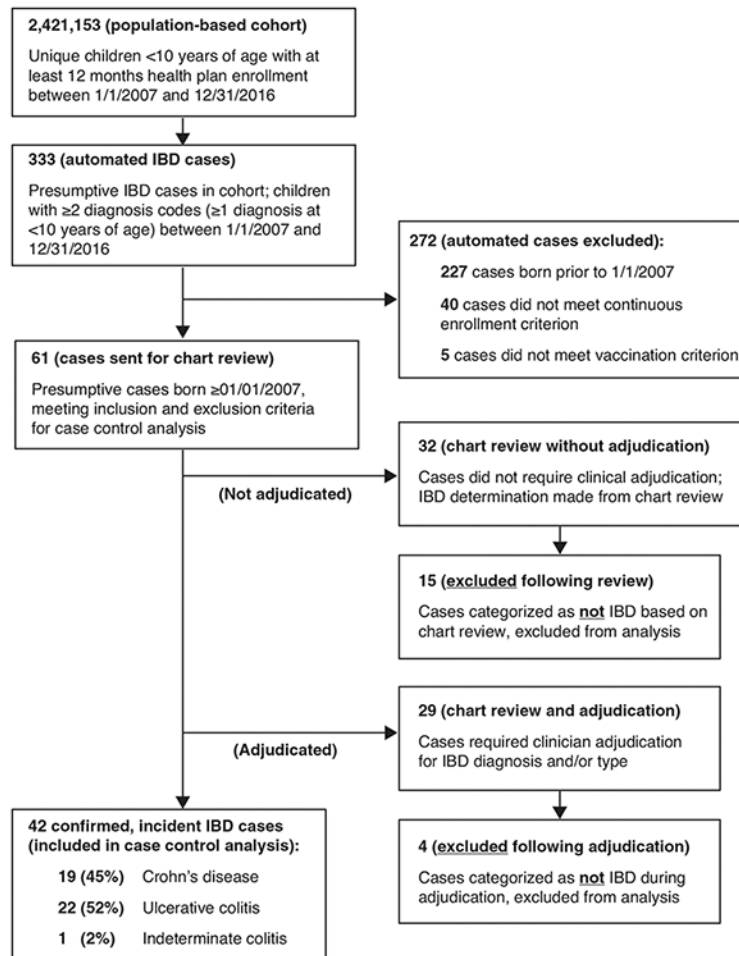 2,421,153 (population-based cohort)
Unique children <10 years of age with at
least 12 months health plan enrollment
between 1/1/2007 and 12/31/2016
333 (automated IBD cases)
Presumptive IBD cases in cohort; children
with ≥2 diagnosis codes (≥1 diagnosis at
<10 years of age) between 1/1/2007 and
12/31/2016
272 (automated cases excluded):
227 cases born prior to 1/1/2007
40 cases did not meet continuous
enrollment criterion
5 cases did not meet vaccination criterion
61 (cases sent for chart review)
Presumptive cases born ≥01/01/2007,
meeting inclusion and exclusion criteria
for case control analysis
(Not adjudicated)
32 (chart review without adjudication)
Cases did not require clinical adjudication;
IBD determination made from chart review
15 (excluded following review)
Cases categorized as not IBD based on
chart review, excluded from analysis
(Adjudicated)
29 (chart review and adjudication)
Cases required clinician adjudication
for IBD diagnosis and/or type
4 (excluded following adjudication)
Cases categorized as not IBD during
adjudication, excluded from analysis
42 confirmed, incident IBD cases
(included in case control analysis):
19 (45%) Crohn's disease
22 (52%) Ulcerative colitis
1 (2%) Indeterminate colitis